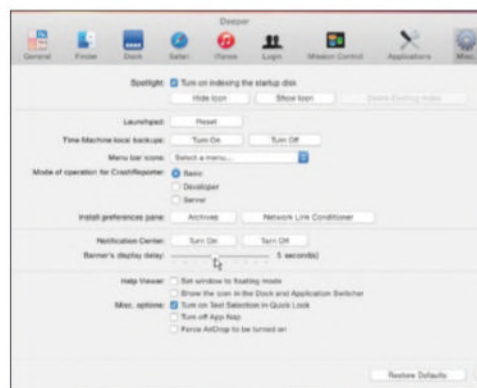 Deeper
General Finder Dock Safari iTunes Login Mission Control Applications Misc.
Spotlight: Turn on indexing the startup disk
Hide Icon Show Icon Delete Existing Index
Launchpad: Reset
Time Machine local backups: Turn On Turn Off
Menu bar icons: Select a menu...
Mode of operation for CrashReporter: Basic
Developer
Server
Install preferences pane: Archives Network Link Conditioner
Notification Center: Turn On Turn Off
Banner's display delay: 5 second(s)
Help Viewer: Set window to floating mode
Show the icon in the Dock and Application Switcher
Misc. options: Turn on Text Selection in Quick Look
Turn off App Nap
Force AirDrop to be turned on
Restore Defaults